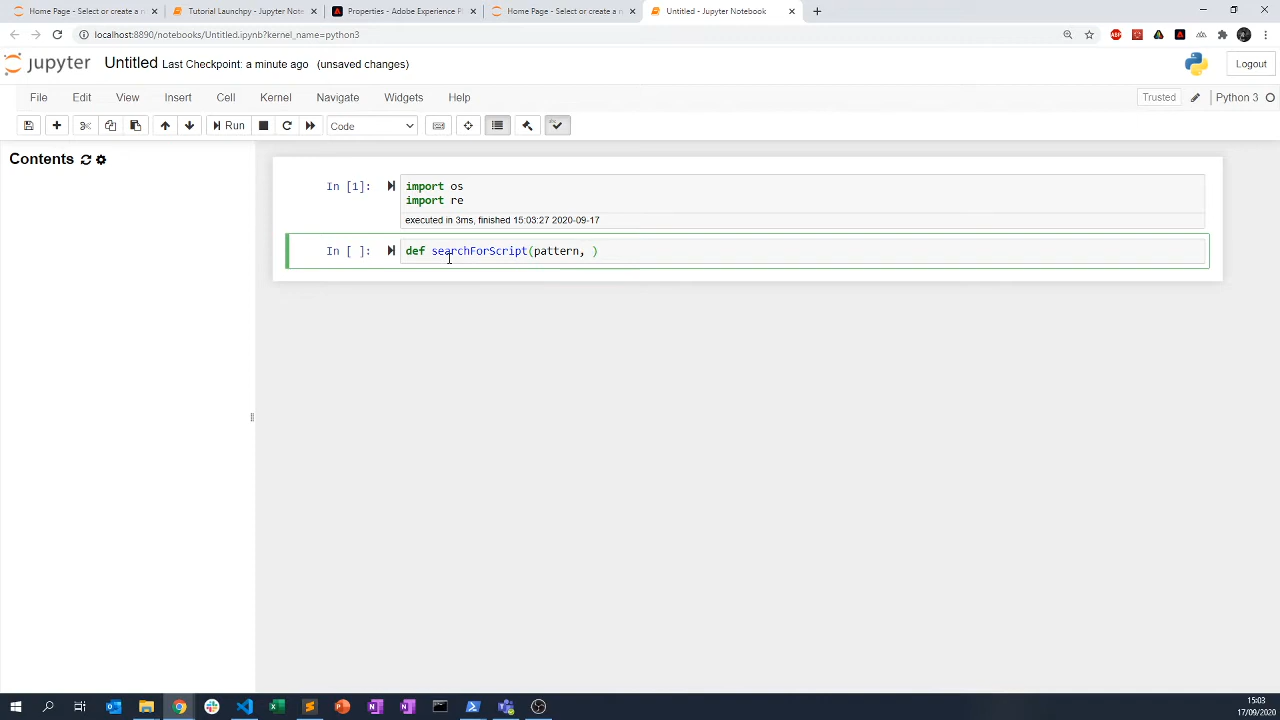 Home Page - Select or create a n
Tutorial Launchpy - Jupyter Note
Properties - Adobe Experience Pl
Home Page - Select or create a n
Untitled - Jupyter Notebook
localhost:8890/notebooks/Untitled.ipynb?kernel_name=python3
ABP
jupyter Untitled Last Checkpoint: a minute ago (unsaved changes)
Logout
File Edit View Insert Cell Kernel Navigate Widgets Help
Trusted
Python 3
Run
Code
Contents
In [1]:
import os
import re
executed in 3ms, finished 15:03:27 2020-09-17
In [ ]:
def searchForScript(pattern, )
15:03
17/09/2020